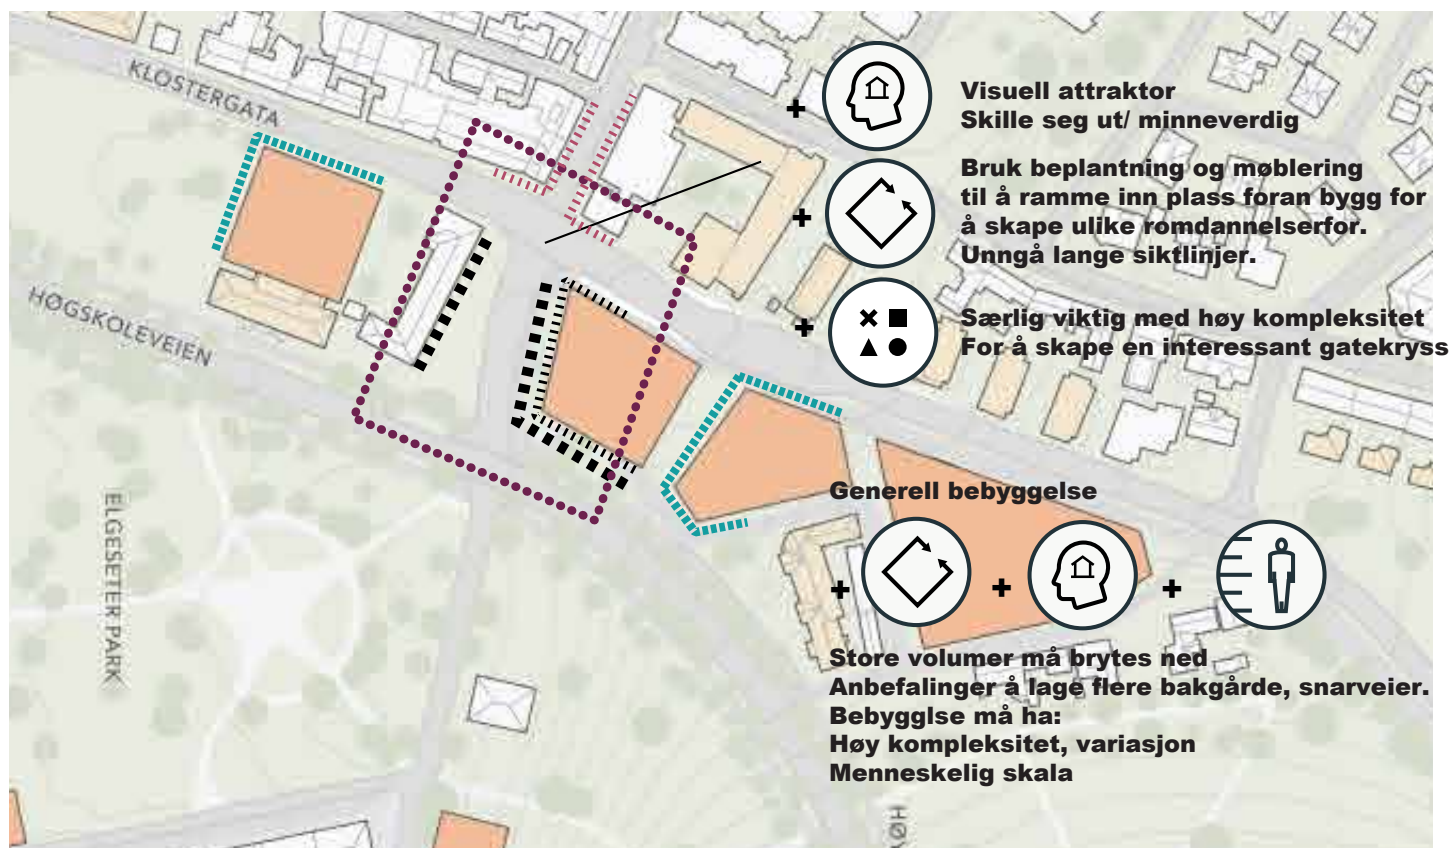 KLOSTERGATA
HØGSKOLEVEIEN
ELGESETER PARK
Visuell attraktor
Skille seg ut/ minneverdig
Bruk beplantning og møblering
til å ramme inn plass foran bygg for
å skape ulike romdannelserfor.
Unngå lange siktlinjer.
Særlig viktig med høy kompleksitet
For å skape en interessant gatekryss
Generell bebyggelse
Store volumer må brytes ned
Anbefalinger å lage flere bakgårde, snarveier.
Bebygglse må ha:
Høy kompleksitet, variasjon
Menneskelig skala
HØY